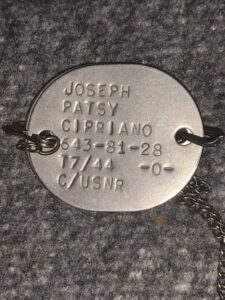 JOSEPH
PATSY
CIPRIANO
643-81-28
T7/44 -O-
C/USNR